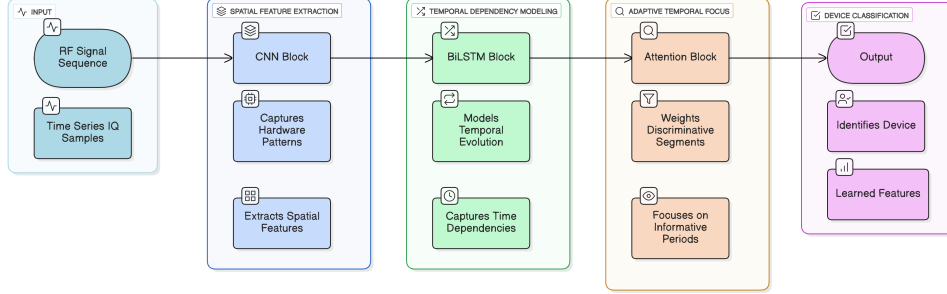 INPUT
RF Signal
Sequence
Time Series IQ
Samples
SPATIAL FEATURE EXTRACTION
CNN Block
Captures
Hardware
Patterns
Extracts Spatial
Features
TEMPORAL DEPENDENCY MODELING
BiLSTM Block
Models
Temporal
Evolution
Captures Time
Dependencies
ADAPTIVE TEMPORAL FOCUS
Attention Block
Weights
Discriminative
Segments
Focuses on
Informative
Periods
DEVICE CLASSIFICATION
Output
Identifies Device
Learned Features